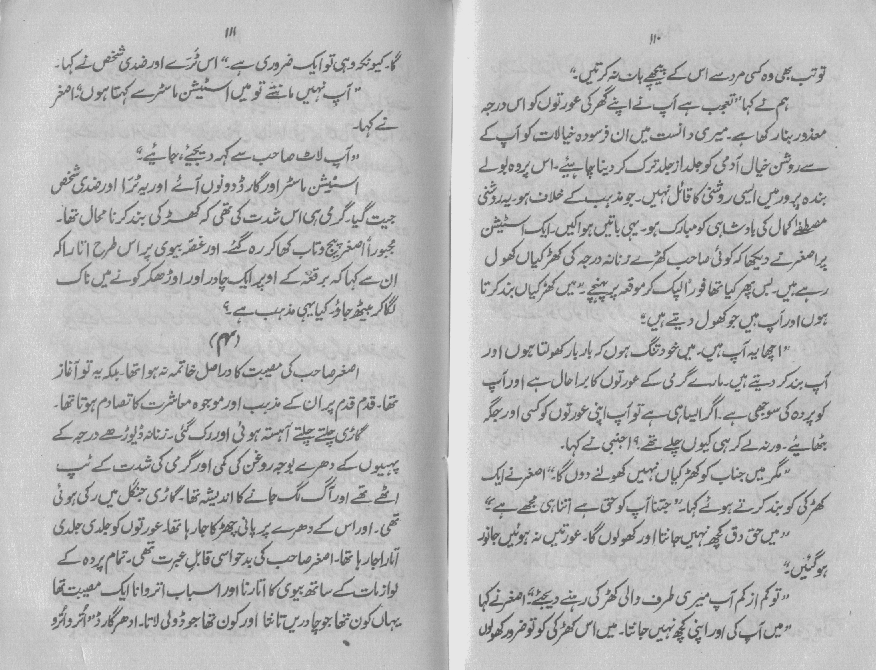 ۱۱۰
تو تب بھی وہ کسی مرد سے اس کے پیچھے بات نہ کرتیں۔“
ہم نے کہا ”تعجب ہے آپ نے اپنے گھر کی عورتوں کو اس درجہ
معذور بنا رکھا ہے۔ میری دانست میں ان فرسودہ خیالات کو آپ کے
سے روشن خیال آدمی کو جلد از جلد ترک کر دینا چاہیئے۔ اس پر وہ بولے
بندہ پرور میں ایسی روشنی کا قائل نہیں۔ جو مذہب کے خلاف ہو۔ یہ روشنی
مصطفےٰ کمال کی بادشاہی کو مبارک ہو۔ یہی باتیں ہوا کیں۔ ایک اسٹیشن
پر اصغر نے دیکھا کہ کوئی صاحب کھڑے زنانہ درجہ کی کھڑکیاں کھول
رہے ہیں۔ بس پھر کیا تھا فوراً لپک کر موقعہ پر پہنچے۔ ”میں کھڑکیاں بند کرتا
ہوں اور آپ ہیں جو کھول دیتے ہیں“
”اچھا یہ آپ ہیں۔ میں خود تنگ ہوں کہ بار بار کھولتا ہوں اور
آپ بند کر دیتے ہیں۔ مارے گرمی کے عورتوں کا برا حال ہے اور آپ
کو پردہ کی سوجھی ہے۔ اگر ایسا ہی ہے تو آپ اپنی عورتوں کو کسی اور جگہ
بٹھائیے۔ ورنہ لے کر ہی کیوں چلے تھے؟ اجنبی نے کہا۔
”مگر میں جناب کو کھڑکیاں نہیں کھولنے دوں گا۔“ اصغر نے ایک
کھڑکی کو بند کرتے ہوئے کہا۔ ”جتنا آپ کو حق ہے اتنا ہی مجھے ہے“
”میں حق دق کچھ نہیں جانتا اور کھولوں گا۔ عورتیں نہ ہوئیں جانور
ہو گئیں۔“
”تو کم از کم آپ میری طرف والی کھڑکی رہنے دیجئے“ اصغر نے کہا
”میں آپ کی اور اپنی کچھ نہیں جانتا۔ میں اس کھڑکی کو تو ضرور کھولوں
۱۱۱
گا۔ کیونکہ وہی تو ایک ضروری ہے۔“ اس ٹرے اور ضدی شخص نے کہا۔
”آپ نہیں مانتے تو میں اسٹیشن ماسٹر سے کہتا ہوں“ اصغر
نے کہا۔
”آپ لاٹ صاحب سے کہہ دیجیئے، جائیے“
اسٹیشن ماسٹر اور گارڈ دونوں آئے اور یہ ٹرا اور ضدی شخص
جیت گیا۔ گرمی ہی اس شدت کی تھی کہ کھڑکی بند کرنا محال تھا۔
مجبوراً اصغر پیچ و تاب کھا کر رہ گئے۔ اور غصہ بیوی پر اس طرح اتارا کہ
ان سے کہا کہ برقعہ کے اوپر ایک چادر اور اوڑھ کر کونے میں ناک
لگا کر بیٹھ جاؤ۔ کیا یہی مذہب ہے؟
(۴)
اصغر صاحب کی مصیبت کا دراصل خاتمہ نہ ہوا تھا۔ بلکہ یہ تو آغاز
تھا۔ قدم قدم پر ان کے مذہب اور موجودہ معاشرت کا تصادم ہوتا تھا۔
گاڑی چلتے چلتے آہستہ ہوئی اور رک گئی۔ زنانہ ڈیوڑھے درجہ کے
پہیوں کے دھرے بوجہ روغن کی کمی اور گرمی کی شدت کے تپ
اٹھے تھے اور آگ لگ جانے کا اندیشہ تھا۔ گاڑی جنگل میں رکی ہوئی
تھی۔ اور اس کے دھرے پر پانی چھڑکا جا رہا تھا۔ عورتوں کو جلدی جلدی
اتارا جا رہا تھا۔ اصغر صاحب کی بدحواسی قابل عبرت تھی۔ تمام پردہ کے
لوازمات کے ساتھ بیوی کا اتارنا اور اسباب اتروانا ایک مصیبت تھا
یہاں کون تھا جو چادریں تانتا اور کون تھا جو ڈولی لاتا۔ ادھر گارڈ ”اترو اترو